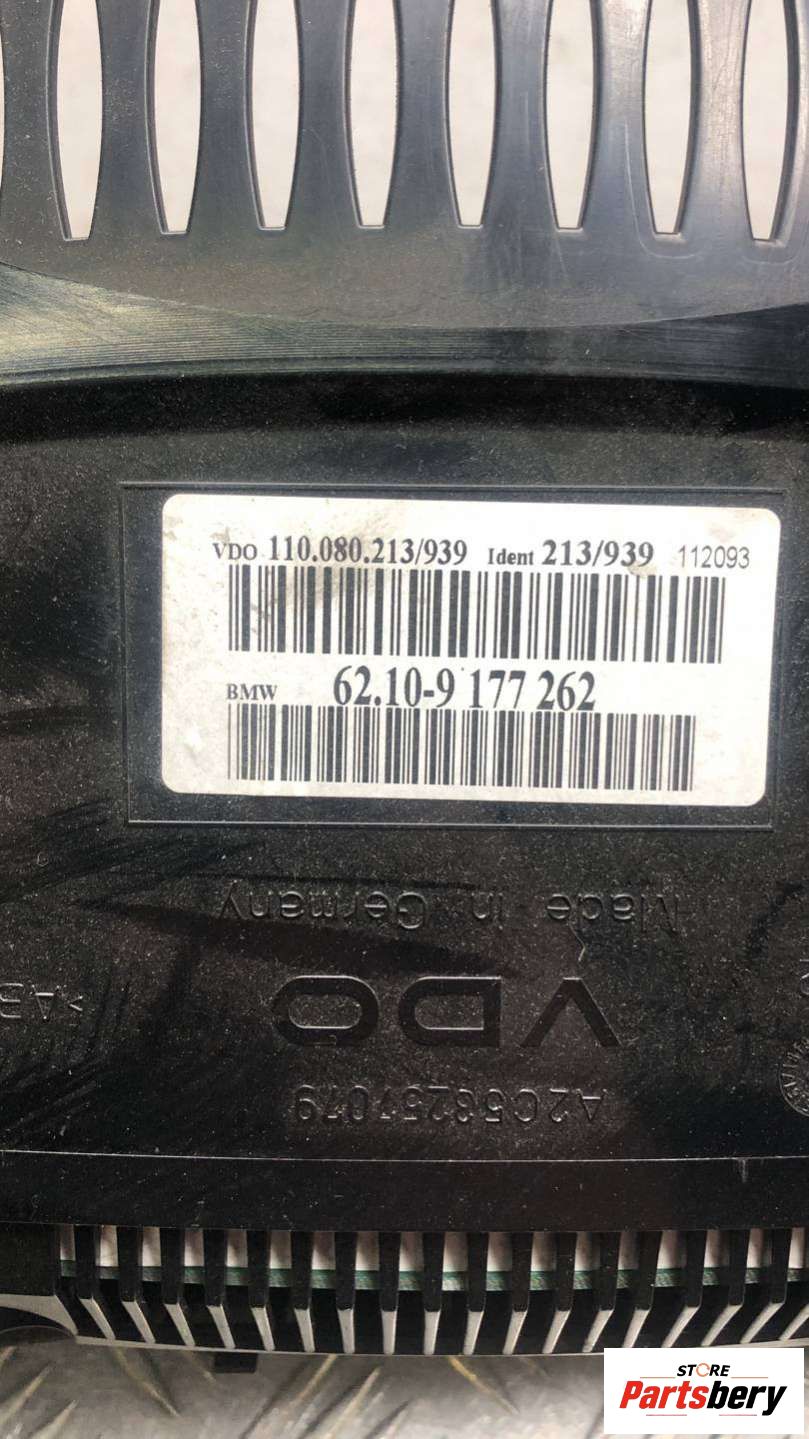 VDO 110.080.213/939 Ident 213/939 112093
BMW 62.10-9 177 262
Made in Germany
VDO
A2C53257079
STORE
Partsbery